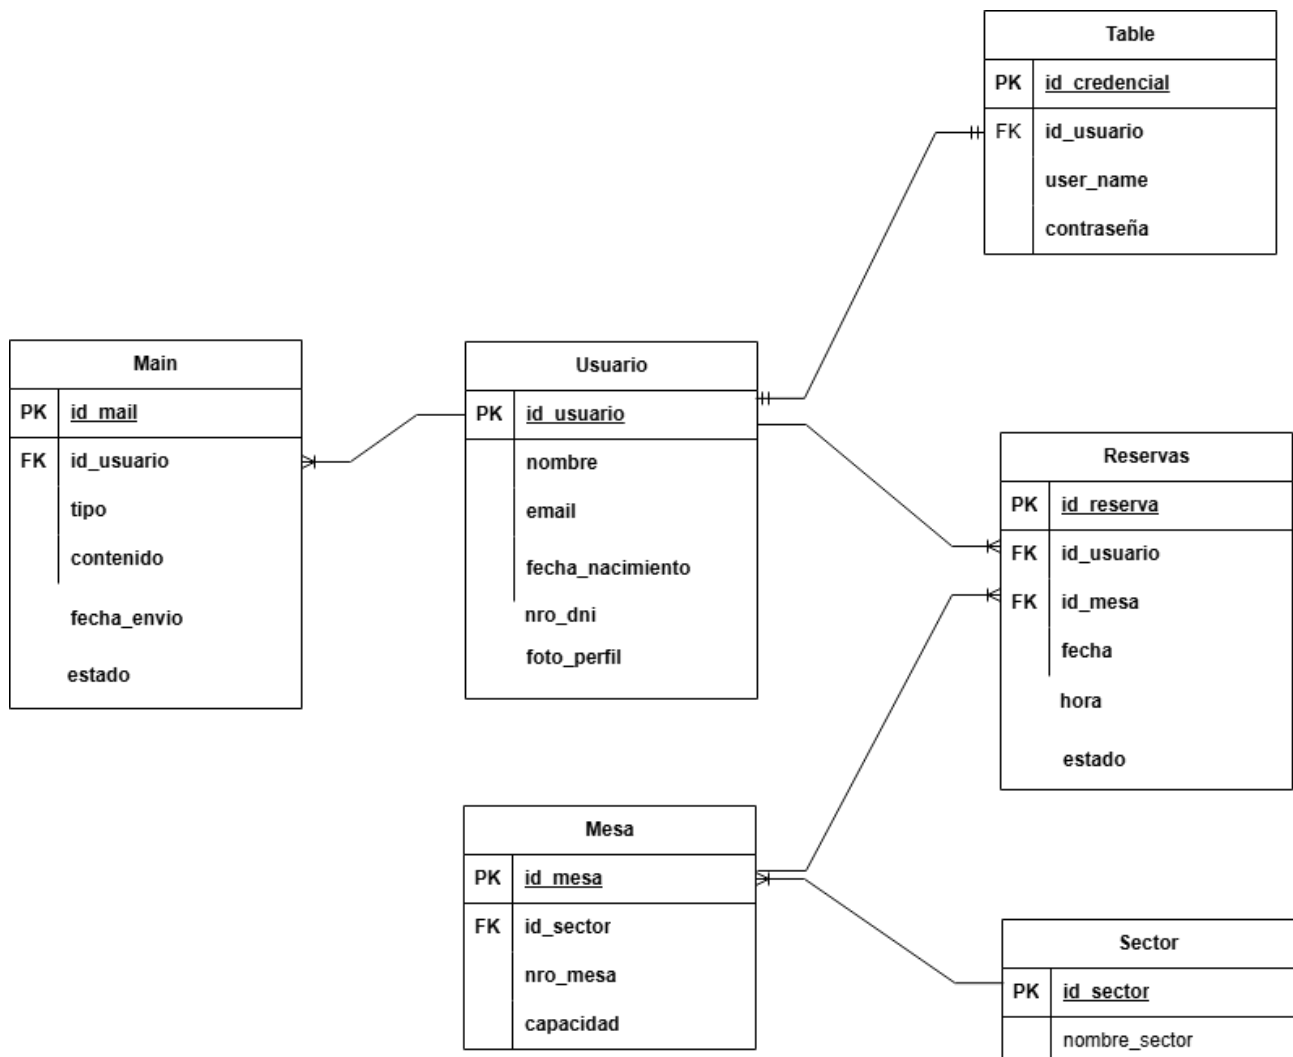 Table
PK id_credencial
FK id_usuario
user_name
contraseña
Main
PK id_mail
FK id_usuario
tipo
contenido
fecha_envio
estado
Usuario
PK id_usuario
nombre
email
fecha_nacimiento
nro_dni
foto_perfil
Reservas
PK id_reserva
FK id_usuario
FK id_mesa
fecha
hora
estado
Mesa
PK id_mesa
FK id_sector
nro_mesa
capacidad
Sector
PK id_sector
nombre_sector